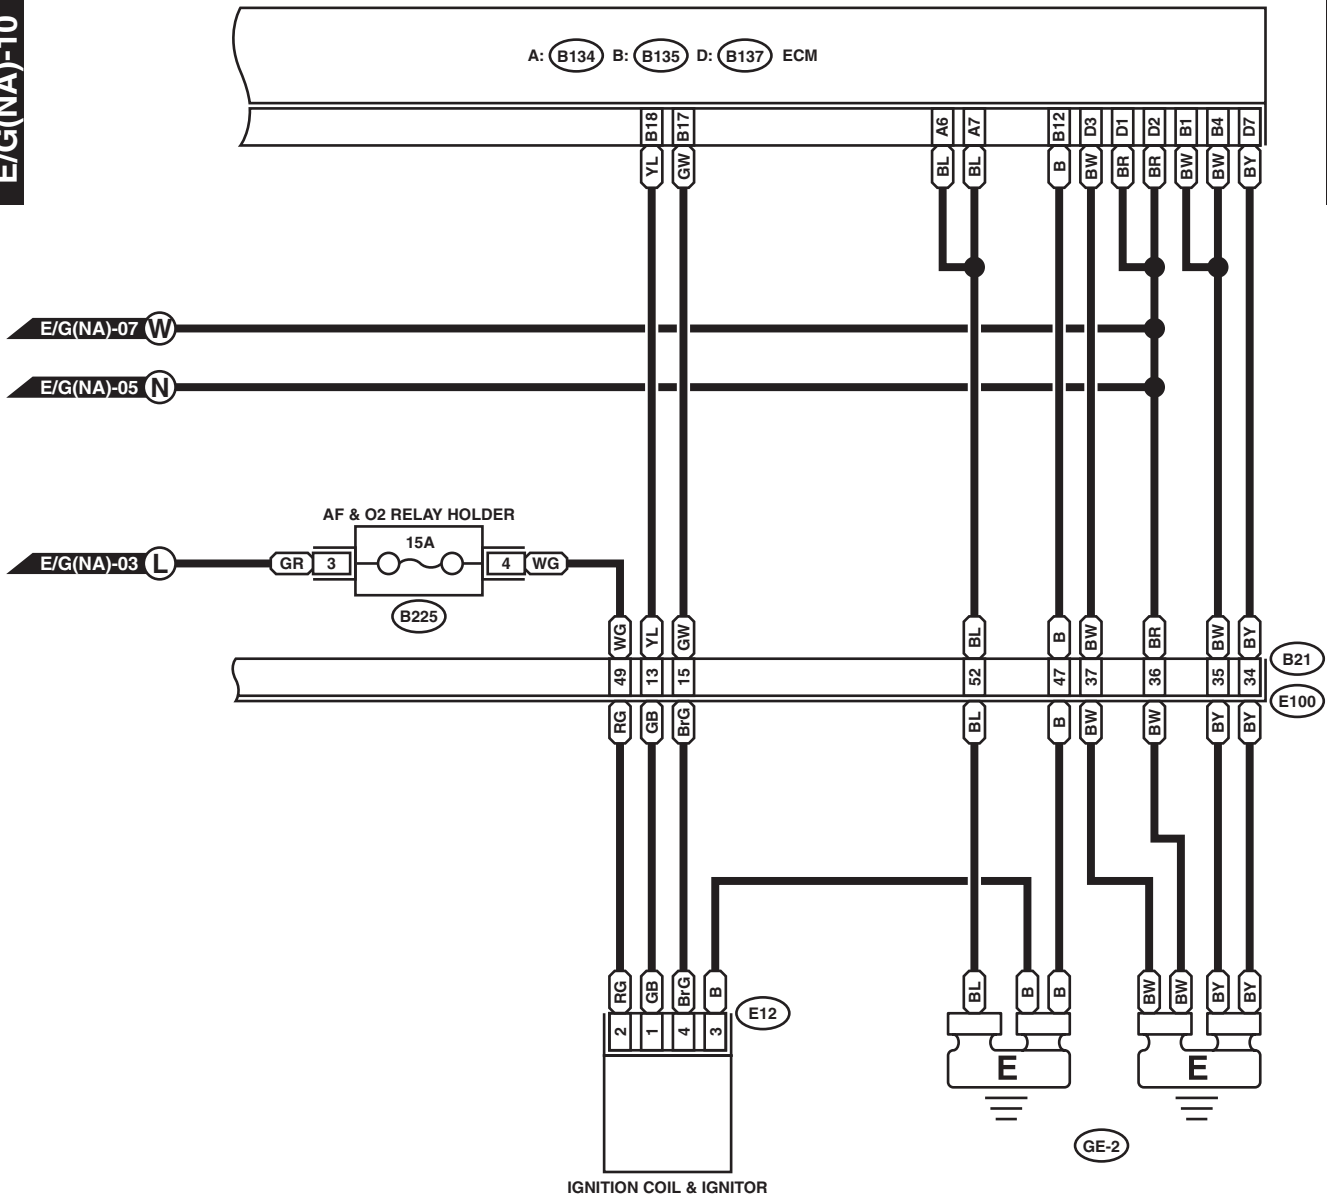 E/G(NA)-10
A: B134 B: B135 D: B137 ECM
B18 B17 A6 A7 B12 D3 D1 D2 B1 B4 D7
YL GW BL BL B BW BR BR BW BW BY
E/G(NA)-07 W
E/G(NA)-05 N
AF & O2 RELAY HOLDER
15A
E/G(NA)-03 L GR 3 4 WG
B225
WG YL GW BL B BW BR BW BY
B21
49 13 15 52 47 37 36 35 34
E100
RG GB BrG BL B BW BW BY BY
RG GB BrG B BL B B BW BW BY BY
E12
2 1 4 3
E E
GE-2
IGNITION COIL & IGNITOR